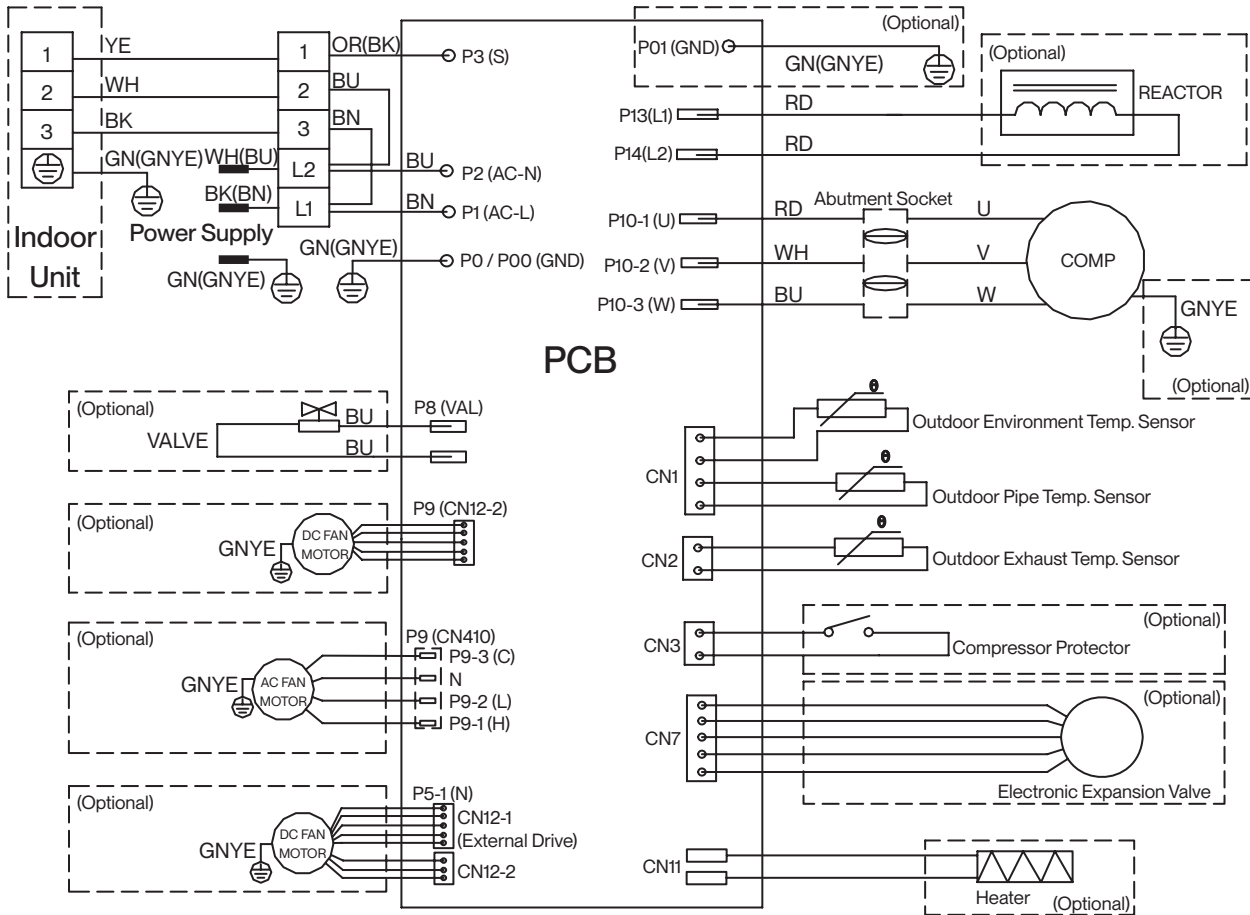 1
2
3
Indoor
Unit
YE
WH
BK
GN(GNYE)
WH(BU)
BK(BN)
Power Supply
GN(GNYE)
1
2
3
L2
L1
OR(BK)
BU
BN
BU
BN
GN(GNYE)
P3 (S)
P2 (AC-N)
P1 (AC-L)
P0 / P00 (GND)
PCB
(Optional)
P01 (GND)
GN(GNYE)
(Optional)
REACTOR
P13(L1)
RD
P14(L2)
RD
Abutment Socket
P10-1 (U)
RD
U
P10-2 (V)
WH
V
P10-3 (W)
BU
W
COMP
GNYE
(Optional)
(Optional)
VALVE
BU
BU
P8 (VAL)
(Optional)
GNYE
DC FAN
MOTOR
P9 (CN12-2)
(Optional)
GNYE
AC FAN
MOTOR
P9 (CN410)
P9-3 (C)
N
P9-2 (L)
P9-1 (H)
(Optional)
GNYE
DC FAN
MOTOR
P5-1 (N)
CN12-1
(External Drive)
CN12-2
CN1
θ
Outdoor Environment Temp. Sensor
θ
Outdoor Pipe Temp. Sensor
CN2
θ
Outdoor Exhaust Temp. Sensor
CN3
(Optional)
Compressor Protector
CN7
(Optional)
Electronic Expansion Valve
CN11
Heater
(Optional)